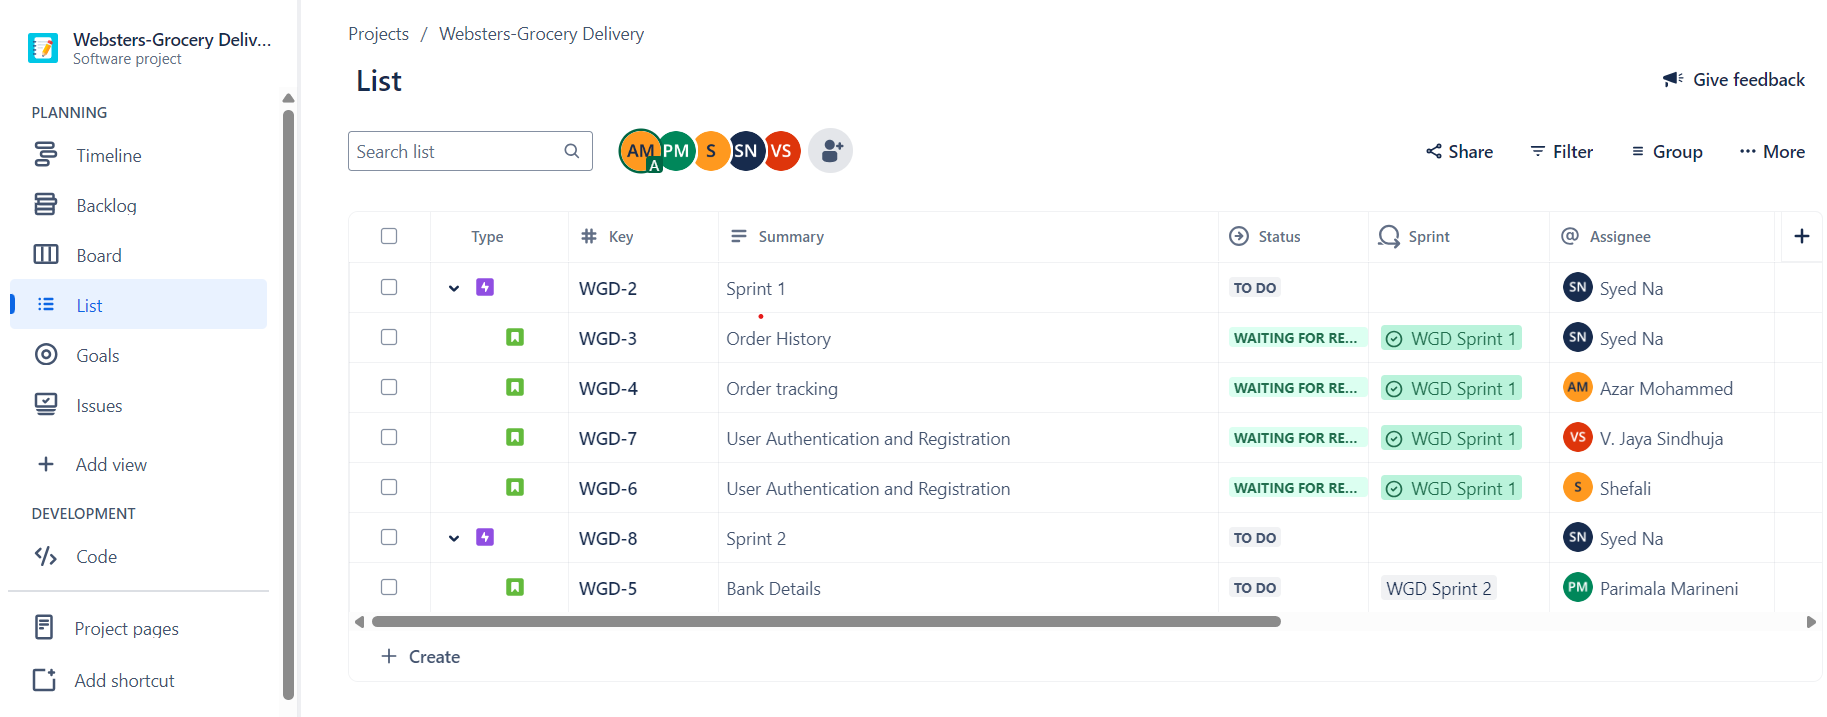 Websters-Grocery Deliv...
Software project
PLANNING
Timeline
Backlog
Board
List
Goals
Issues
Add view
DEVELOPMENT
Code
Project pages
Add shortcut
Projects / Websters-Grocery Delivery
List
Give feedback
Search list
AM A PM S SN VS
Share Filter Group More
Type Key Summary Status Sprint Assignee
WGD-2 Sprint 1 TO DO SN Syed Na
WGD-3 Order History WAITING FOR RE... WGD Sprint 1 SN Syed Na
WGD-4 Order tracking WAITING FOR RE... WGD Sprint 1 AM Azar Mohammed
WGD-7 User Authentication and Registration WAITING FOR RE... WGD Sprint 1 VS V. Jaya Sindhuja
WGD-6 User Authentication and Registration WAITING FOR RE... WGD Sprint 1 S Shefali
WGD-8 Sprint 2 TO DO SN Syed Na
WGD-5 Bank Details TO DO WGD Sprint 2 PM Parimala Marineni
Create